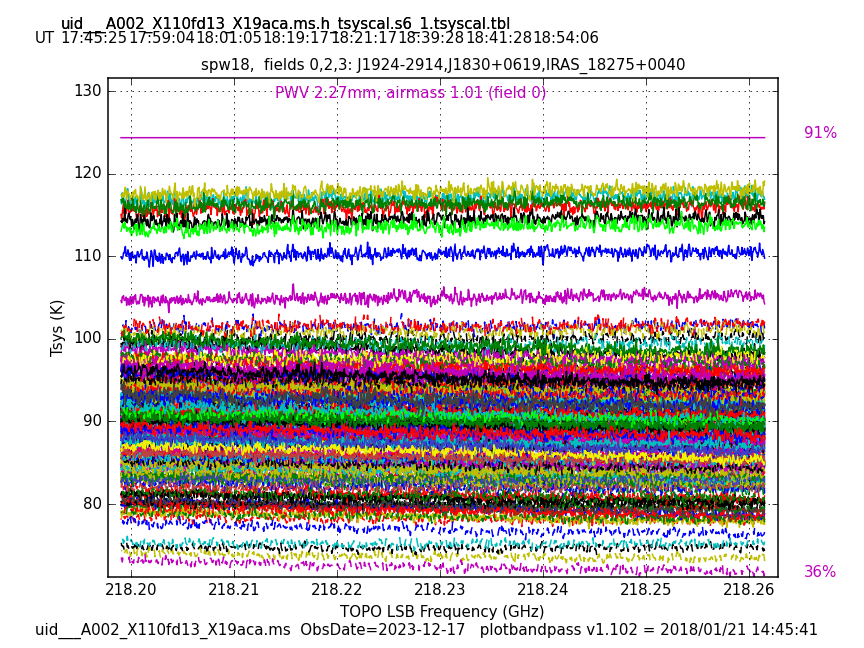 uid___A002_X110fd13_X19aca.ms.h_tsyscal.s6_1.tsyscal.tbl
UT 17:45:25 17:59:04 18:01:05 18:19:17 18:21:17 18:39:28 18:41:28 18:54:06
spw18, fields 0,2,3: J1924-2914,J1830+0619,IRAS_18275+0040
PWV 2.27mm, airmass 1.01 (field 0)
130
120
110
100
90
80
Tsys (K)
91%
36%
218.20 218.21 218.22 218.23 218.24 218.25 218.26
TOPO LSB Frequency (GHz)
uid___A002_X110fd13_X19aca.ms ObsDate=2023-12-17 plotbandpass v1.102 = 2018/01/21 14:45:41